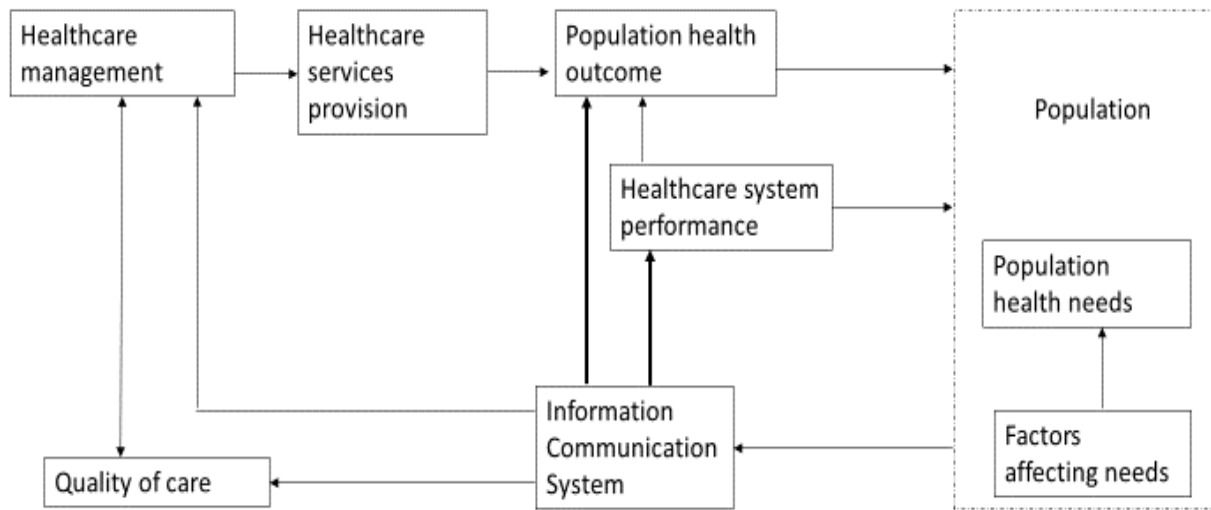 Healthcare
management
Healthcare
services
provision
Population health
outcome
Population
Healthcare system
performance
Population
health needs
Information
Communication
System
Factors
affecting needs
Quality of care